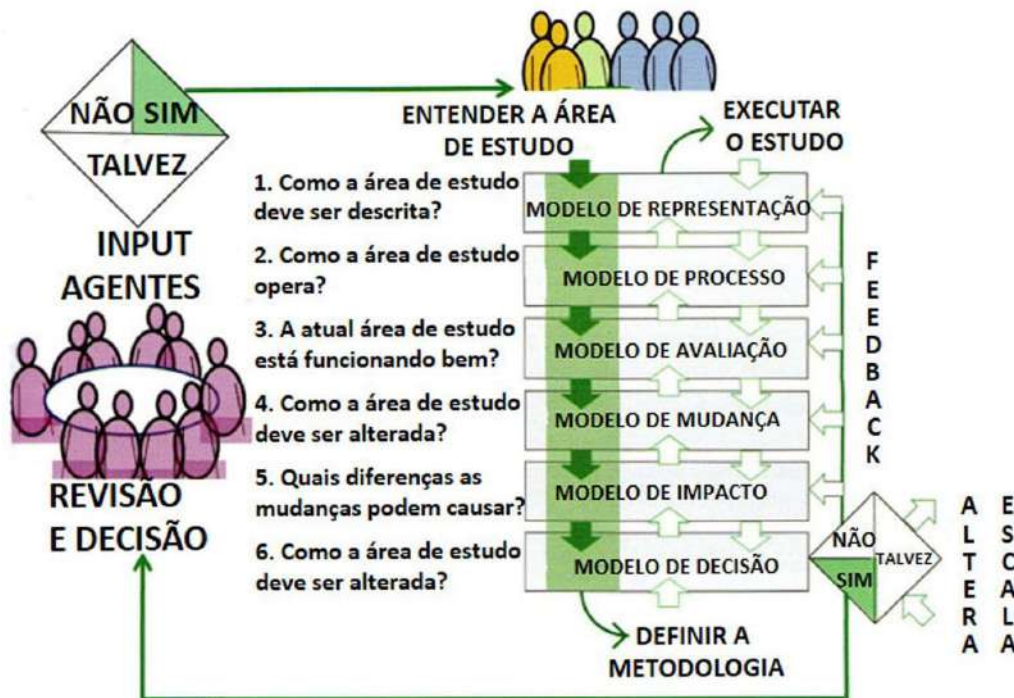 NÃO SIM
TALVEZ
INPUT
AGENTES
REVISÃO
E DECISÃO
ENTENDER A ÁREA
DE ESTUDO
EXECUTAR
O ESTUDO
1. Como a área de estudo
deve ser descrita?
MODELO DE REPRESENTAÇÃO
2. Como a área de estudo
opera?
MODELO DE PROCESSO
3. A atual área de estudo
está funcionando bem?
MODELO DE AVALIAÇÃO
4. Como a área de estudo
deve ser alterada?
MODELO DE MUDANÇA
5. Quais diferenças as
mudanças podem causar?
MODELO DE IMPACTO
6. Como a área de estudo
deve ser alterada?
MODELO DE DECISÃO
DEFINIR A
METODOLOGIA
FEEDBACK
NÃO
TALVEZ
SIM
ALTERA
ESCALA